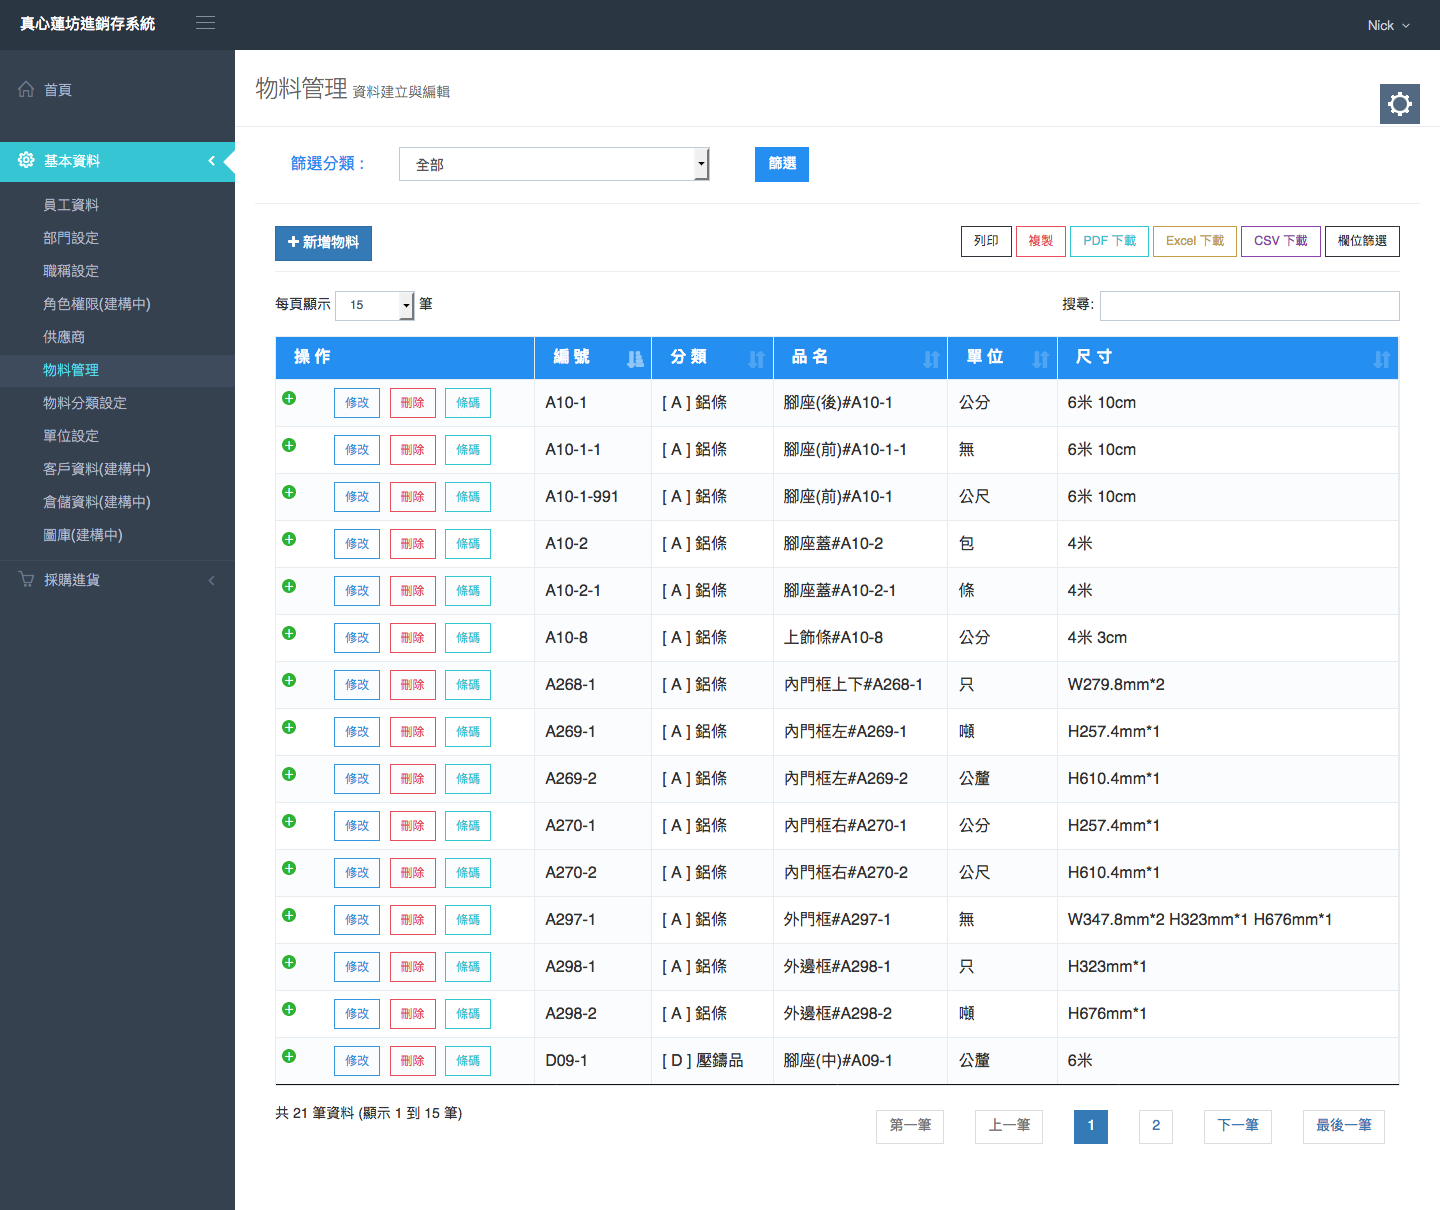 真心蓮坊進銷存系統
Nick
首頁
基本資料
員工資料
部門設定
職稱設定
角色權限(建構中)
供應商
物料管理
物料分類設定
單位設定
客戶資料(建構中)
倉儲資料(建構中)
圖庫(建構中)
採購進貨
物料管理 資料建立與編輯
篩選分類： 全部 篩選
新增物料 列印 複製 PDF 下載 Excel 下載 CSV 下載 欄位篩選
每頁顯示 15 筆 搜尋:
操 作 編 號 分 類 品 名 單 位 尺 寸
修改 刪除 條碼 A10-1 [ A ] 鋁條 腳座(後)#A10-1 公分 6米 10cm
修改 刪除 條碼 A10-1-1 [ A ] 鋁條 腳座(前)#A10-1-1 無 6米 10cm
修改 刪除 條碼 A10-1-991 [ A ] 鋁條 腳座(前)#A10-1 公尺 6米 10cm
修改 刪除 條碼 A10-2 [ A ] 鋁條 腳座蓋#A10-2 包 4米
修改 刪除 條碼 A10-2-1 [ A ] 鋁條 腳座蓋#A10-2-1 條 4米
修改 刪除 條碼 A10-8 [ A ] 鋁條 上飾條#A10-8 公分 4米 3cm
修改 刪除 條碼 A268-1 [ A ] 鋁條 內門框上下#A268-1 只 W279.8mm*2
修改 刪除 條碼 A269-1 [ A ] 鋁條 內門框左#A269-1 噸 H257.4mm*1
修改 刪除 條碼 A269-2 [ A ] 鋁條 內門框左#A269-2 公釐 H610.4mm*1
修改 刪除 條碼 A270-1 [ A ] 鋁條 內門框右#A270-1 公分 H257.4mm*1
修改 刪除 條碼 A270-2 [ A ] 鋁條 內門框右#A270-2 公尺 H610.4mm*1
修改 刪除 條碼 A297-1 [ A ] 鋁條 外門框#A297-1 無 W347.8mm*2 H323mm*1 H676mm*1
修改 刪除 條碼 A298-1 [ A ] 鋁條 外邊框#A298-1 只 H323mm*1
修改 刪除 條碼 A298-2 [ A ] 鋁條 外邊框#A298-2 噸 H676mm*1
修改 刪除 條碼 D09-1 [ D ] 壓鑄品 腳座(中)#A09-1 公釐 6米
共 21 筆資料 (顯示 1 到 15 筆) 第一筆 上一筆 1 2 下一筆 最後一筆